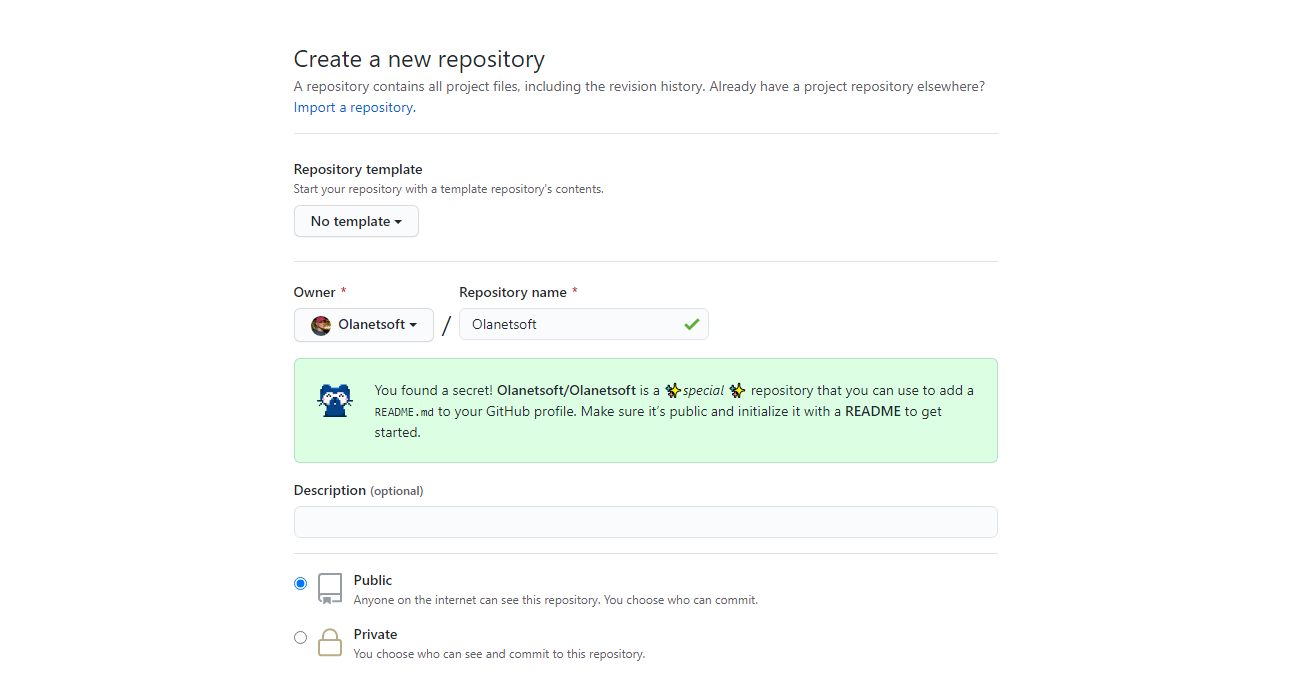 Create a new repository
A repository contains all project files, including the revision history. Already have a project repository elsewhere?
Import a repository.
Repository template
Start your repository with a template repository's contents.
No template
Owner *
Repository name *
Olanetsoft
/
Olanetsoft
You found a secret! Olanetsoft/Olanetsoft is a ✨special ✨ repository that you can use to add a
README.md to your GitHub profile. Make sure it's public and initialize it with a README to get
started.
Description (optional)
Public
Anyone on the internet can see this repository. You choose who can commit.
Private
You choose who can see and commit to this repository.